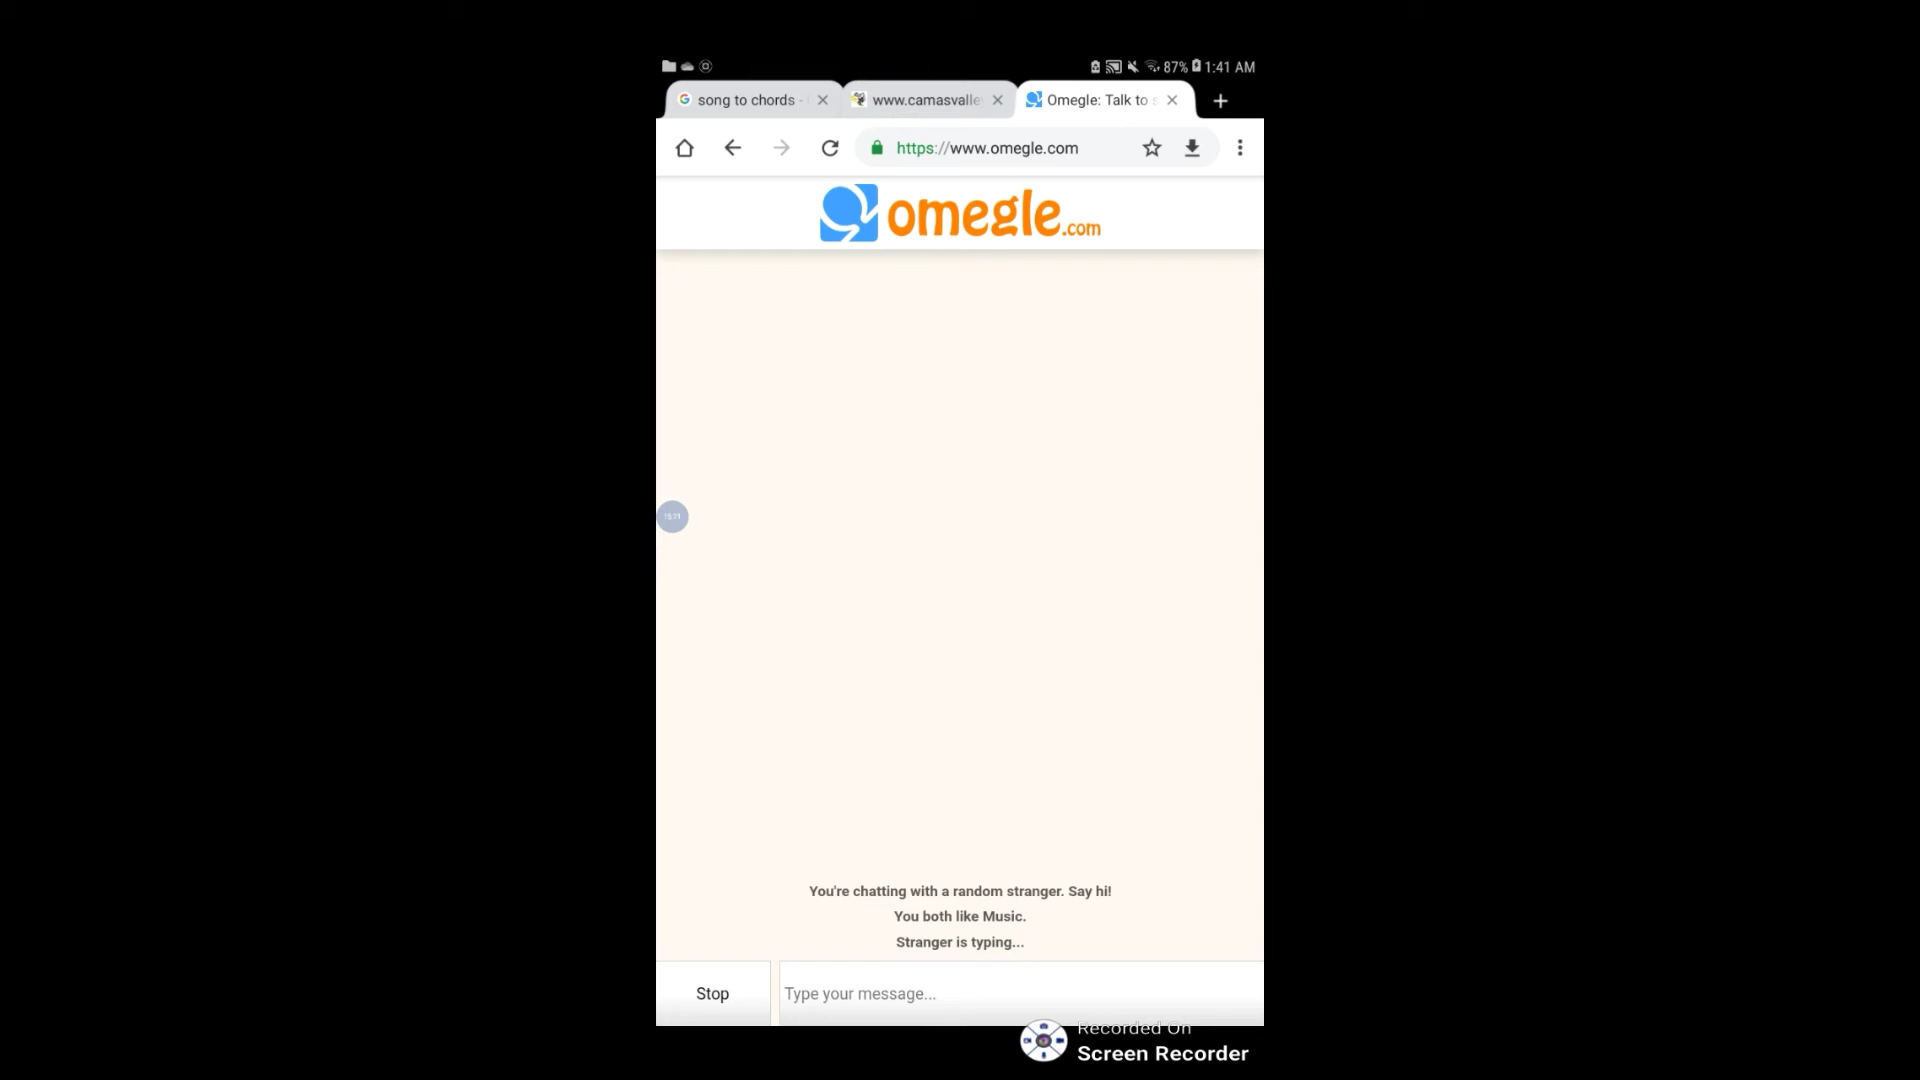 87% 1:41 AM
song to chords -
www.camasvalle
Omegle: Talk to s
https://www.omegle.com
omegle.com
You're chatting with a random stranger. Say hi!
You both like Music.
Stranger is typing...
Stop
Type your message...
Recorded On
Screen Recorder